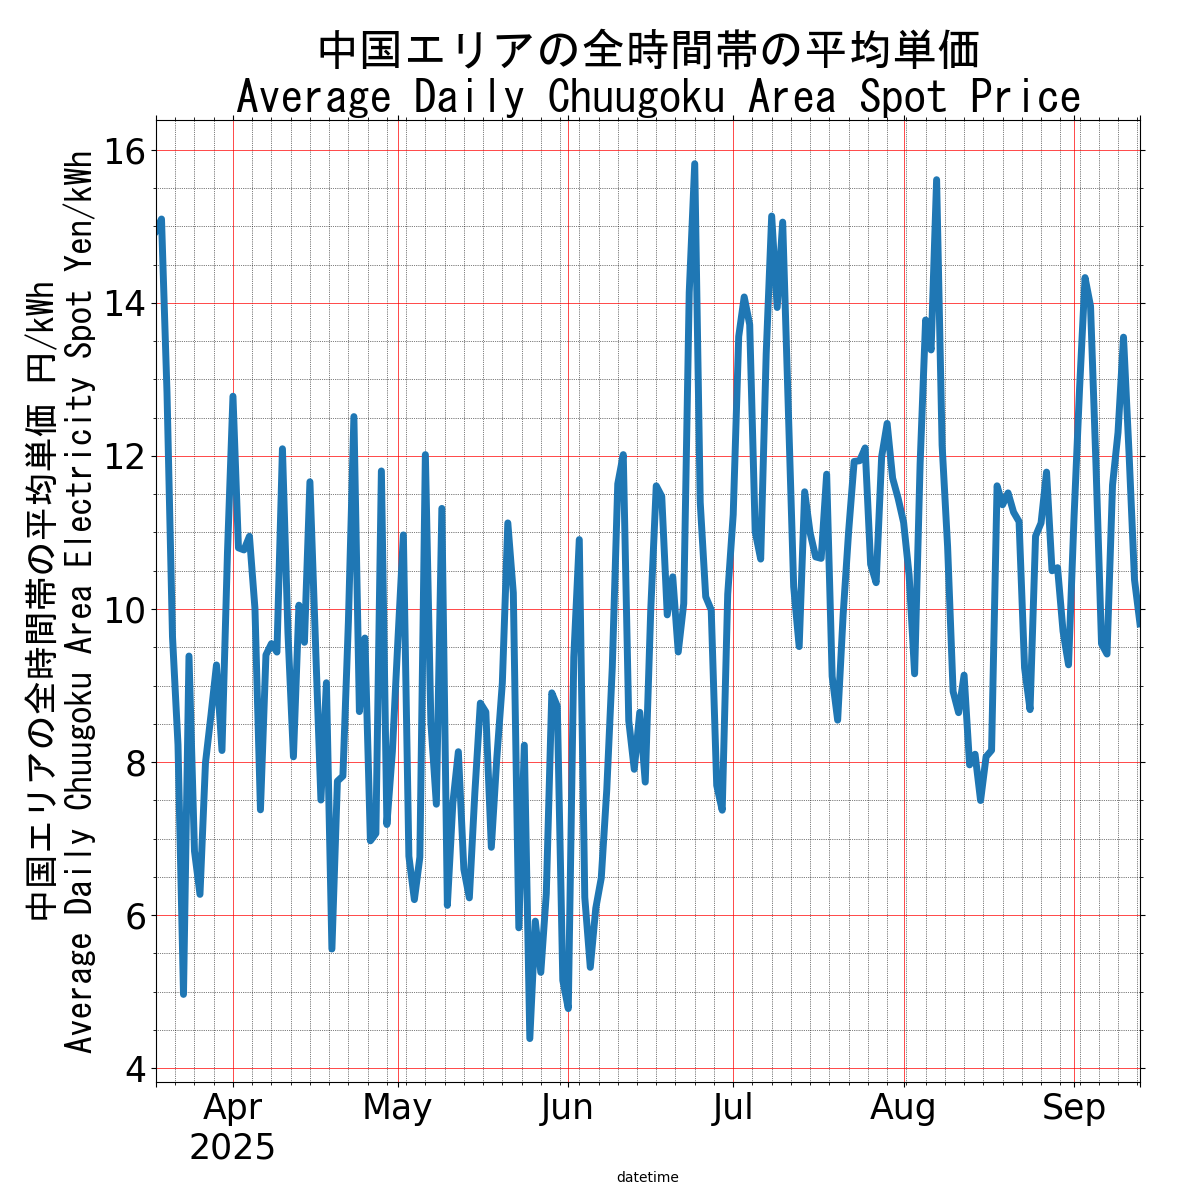 中国エリアの全時間帯の平均単価
Average Daily Chuugoku Area Spot Price
中国エリアの全時間帯の平均単価 円/kWh
Average Daily Chuugoku Area Electricity Spot Yen/kWh
16
14
12
10
8
6
4
Apr
2025
May
Jun
Jul
Aug
Sep
datetime